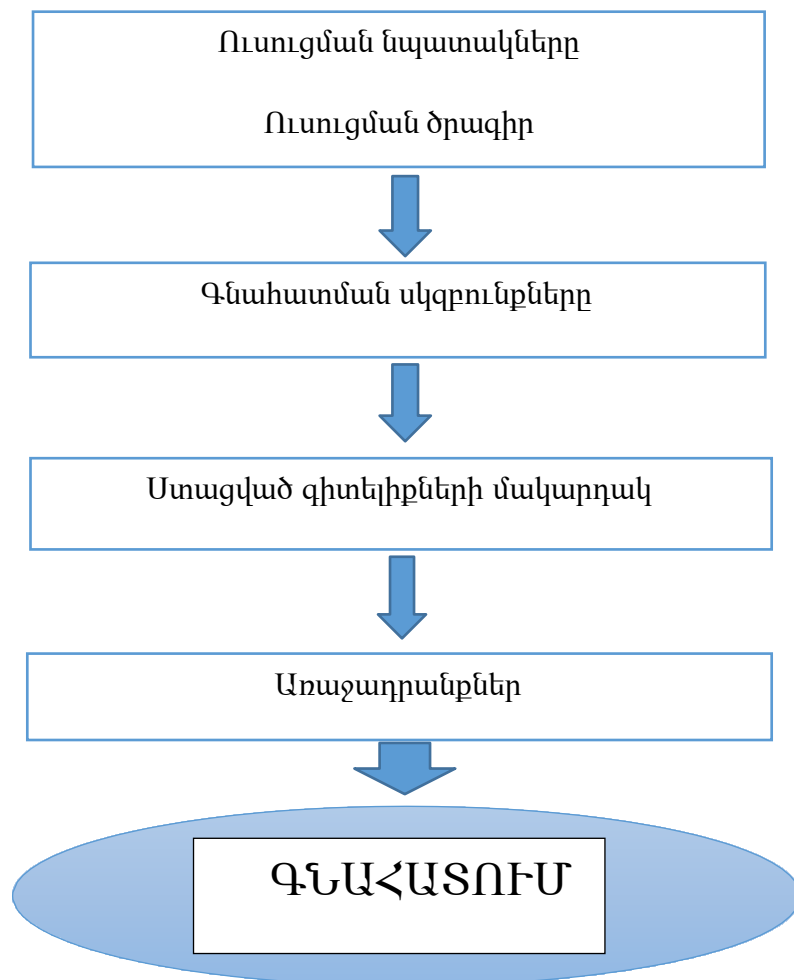 Ուսուցման նպատակները
Ուսուցման ծրագիր
Գնահատման սկզբունքները
Ստացված գիտելիքների մակարդակ
Առաջադրանքներ
ԳՆԱՀԱՏՈՒՄ